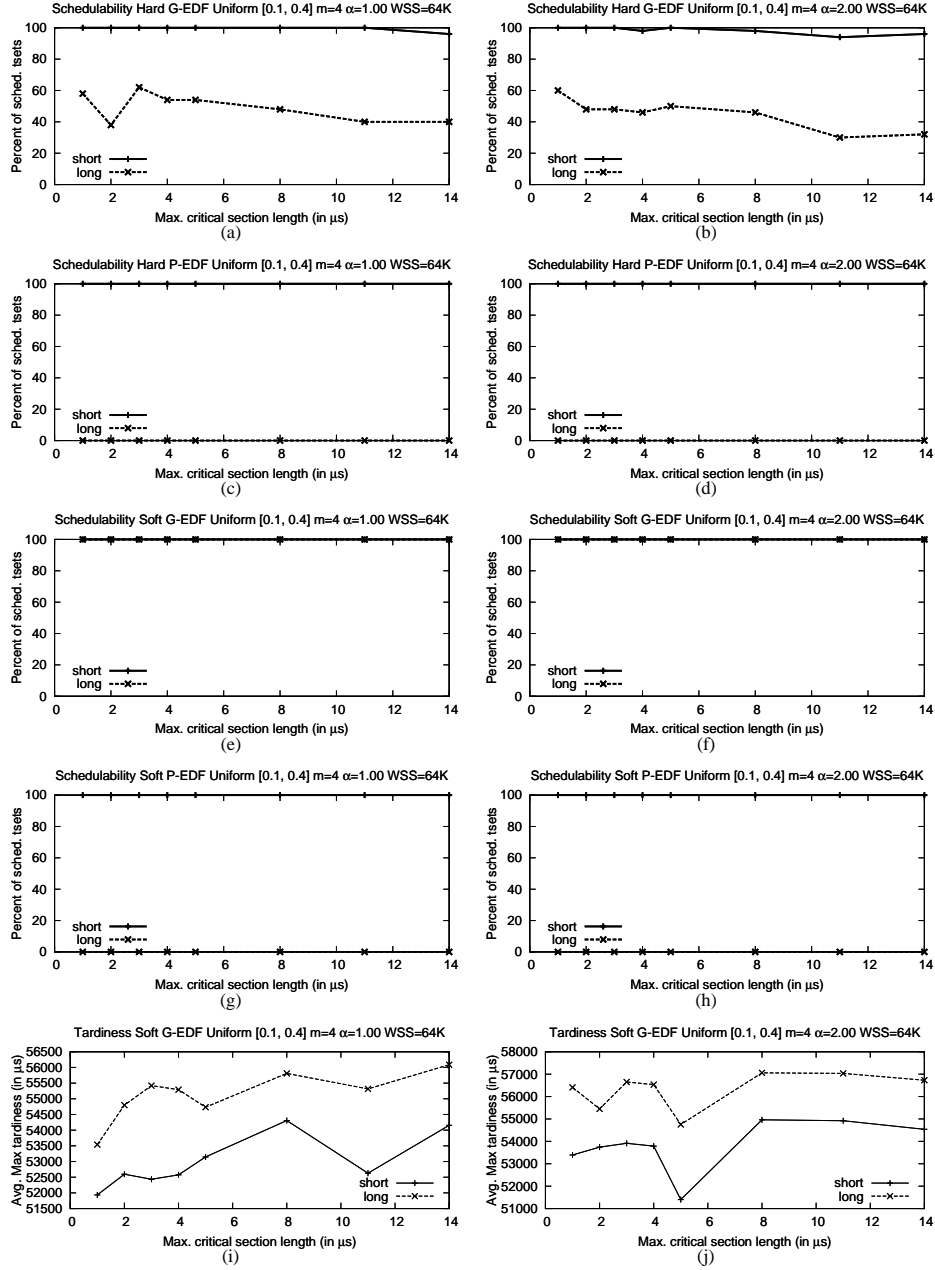 Schedulability Hard G-EDF Uniform [0.1, 0.4] m=4 α=1.00 WSS=64K
Percent of sched. tsets
100
80
60
40
20
0
short
long
0 2 4 6 8 10 12 14
Max. critical section length (in µs)
(a)
Schedulability Hard G-EDF Uniform [0.1, 0.4] m=4 α=2.00 WSS=64K
Percent of sched. tsets
100
80
60
40
20
0
short
long
0 2 4 6 8 10 12 14
Max. critical section length (in µs)
(b)
Schedulability Hard P-EDF Uniform [0.1, 0.4] m=4 α=1.00 WSS=64K
Percent of sched. tsets
100
80
60
40
20
0
short
long
0 2 4 6 8 10 12 14
Max. critical section length (in µs)
(c)
Schedulability Hard P-EDF Uniform [0.1, 0.4] m=4 α=2.00 WSS=64K
Percent of sched. tsets
100
80
60
40
20
0
short
long
0 2 4 6 8 10 12 14
Max. critical section length (in µs)
(d)
Schedulability Soft G-EDF Uniform [0.1, 0.4] m=4 α=1.00 WSS=64K
Percent of sched. tsets
100
80
60
40
20
0
short
long
0 2 4 6 8 10 12 14
Max. critical section length (in µs)
(e)
Schedulability Soft G-EDF Uniform [0.1, 0.4] m=4 α=2.00 WSS=64K
Percent of sched. tsets
100
80
60
40
20
0
short
long
0 2 4 6 8 10 12 14
Max. critical section length (in µs)
(f)
Schedulability Soft P-EDF Uniform [0.1, 0.4] m=4 α=1.00 WSS=64K
Percent of sched. tsets
100
80
60
40
20
0
short
long
0 2 4 6 8 10 12 14
Max. critical section length (in µs)
(g)
Schedulability Soft P-EDF Uniform [0.1, 0.4] m=4 α=2.00 WSS=64K
Percent of sched. tsets
100
80
60
40
20
0
short
long
0 2 4 6 8 10 12 14
Max. critical section length (in µs)
(h)
Tardiness Soft G-EDF Uniform [0.1, 0.4] m=4 α=1.00 WSS=64K
Avg. Max tardiness (in µs)
56500
56000
55500
55000
54500
54000
53500
53000
52500
52000
51500
short
long
0 2 4 6 8 10 12 14
Max. critical section length (in µs)
(i)
Tardiness Soft G-EDF Uniform [0.1, 0.4] m=4 α=2.00 WSS=64K
Avg. Max tardiness (in µs)
58000
57000
56000
55000
54000
53000
52000
51000
short
long
0 2 4 6 8 10 12 14
Max. critical section length (in µs)
(j)